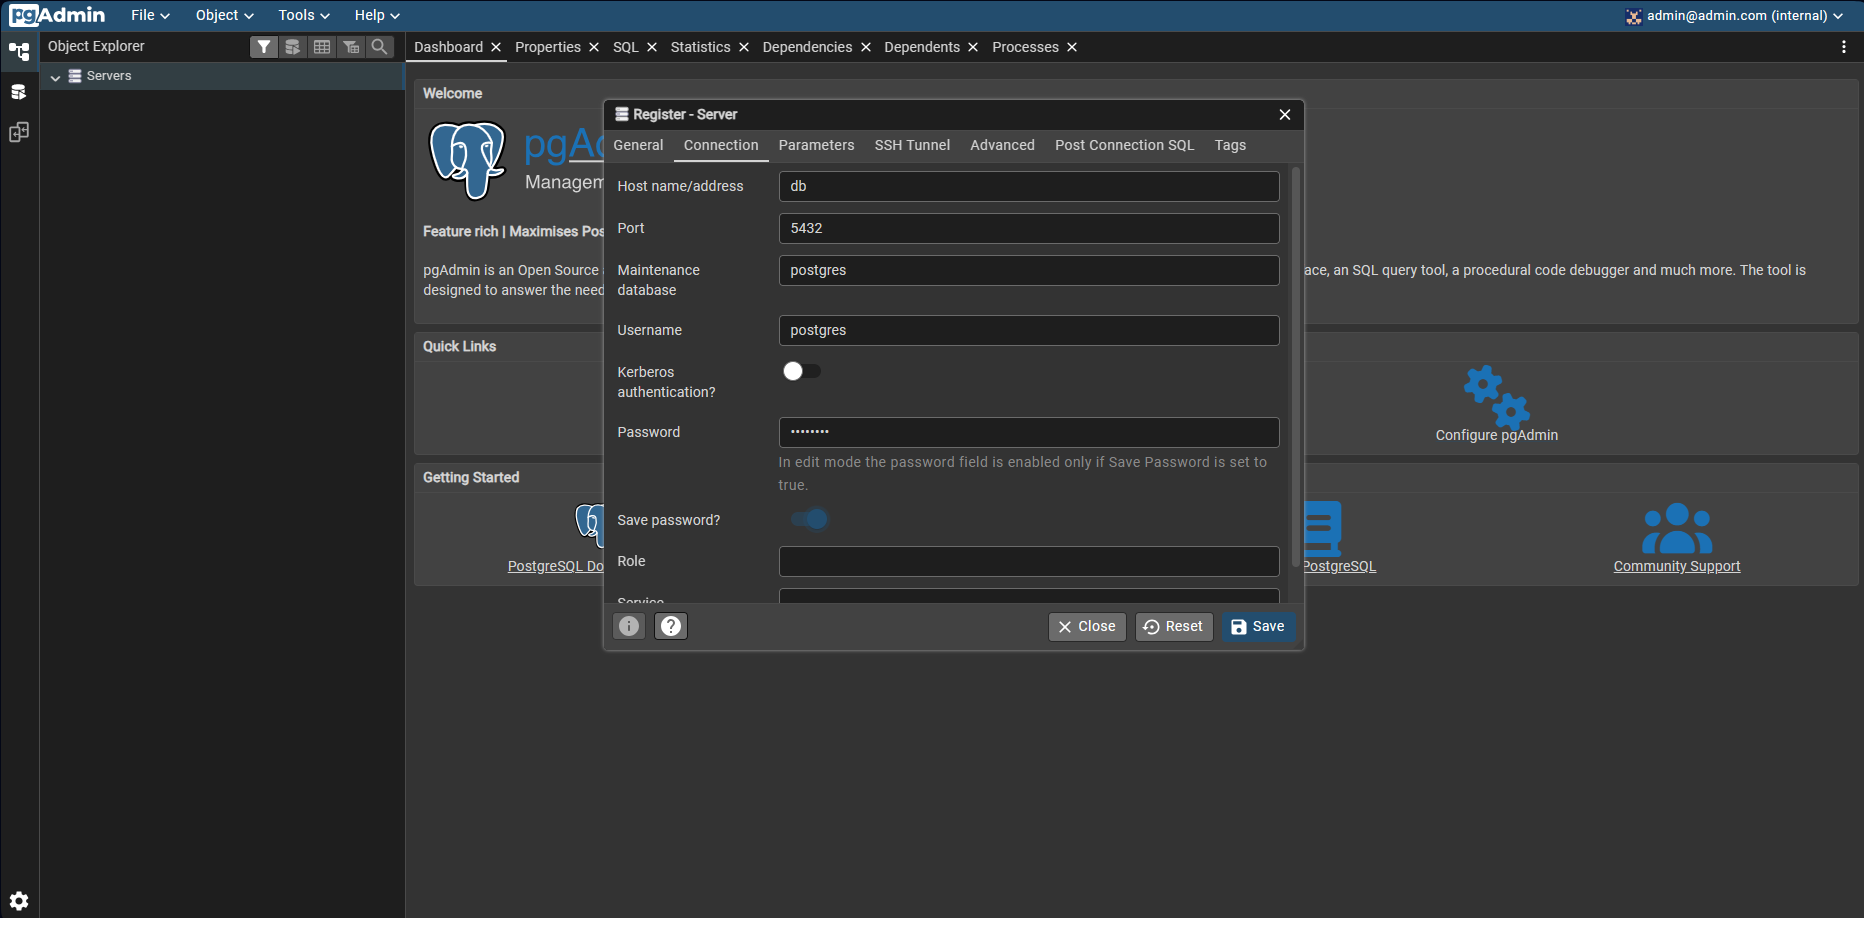 pgAdmin File Object Tools Help admin@admin.com (internal)
Object Explorer
Dashboard Properties SQL Statistics Dependencies Dependents Processes
Servers
Welcome
pgAd
Managem
Feature rich | Maximises Pos
pgAdmin is an Open Source
ace, an SQL query tool, a procedural code debugger and much more. The tool is
designed to answer the need
Quick Links
Configure pgAdmin
Getting Started
PostgreSQL Do
PostgreSQL
Community Support
Register - Server
General Connection Parameters SSH Tunnel Advanced Post Connection SQL Tags
Host name/address db
Port 5432
Maintenance
database
postgres
Username postgres
Kerberos
authentication?
Password ••••••••
In edit mode the password field is enabled only if Save Password is set to
true.
Save password?
Role
Service
Close Reset Save